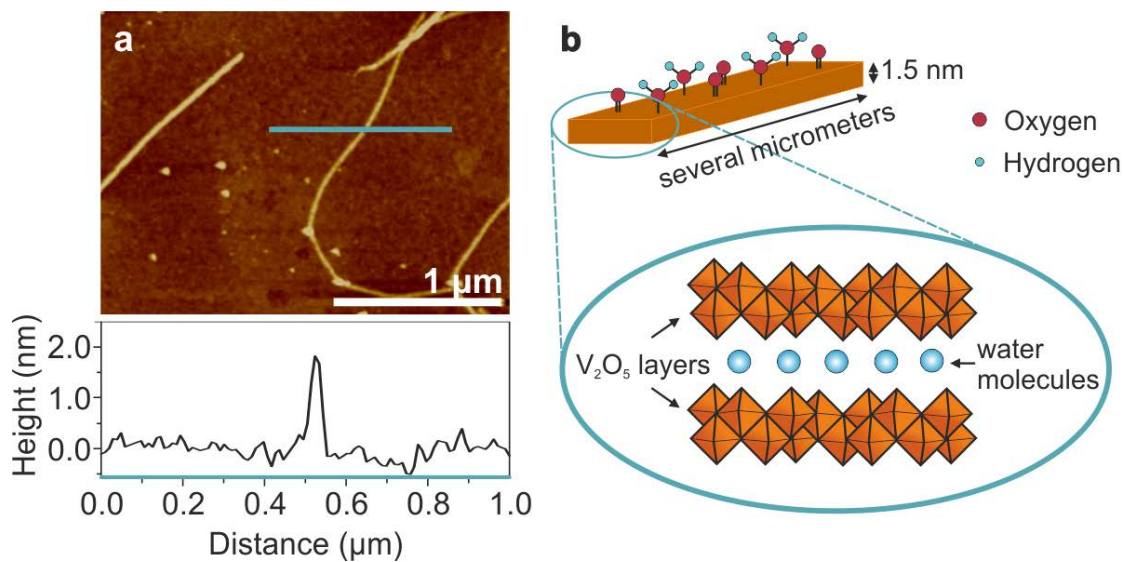 a
1 µm
Height (nm)
2.0
1.0
0.0
0.0 0.2 0.4 0.6 0.8 1.0
Distance (µm)
b
1.5 nm
several micrometers
Oxygen
Hydrogen
V₂O₅ layers
water
molecules